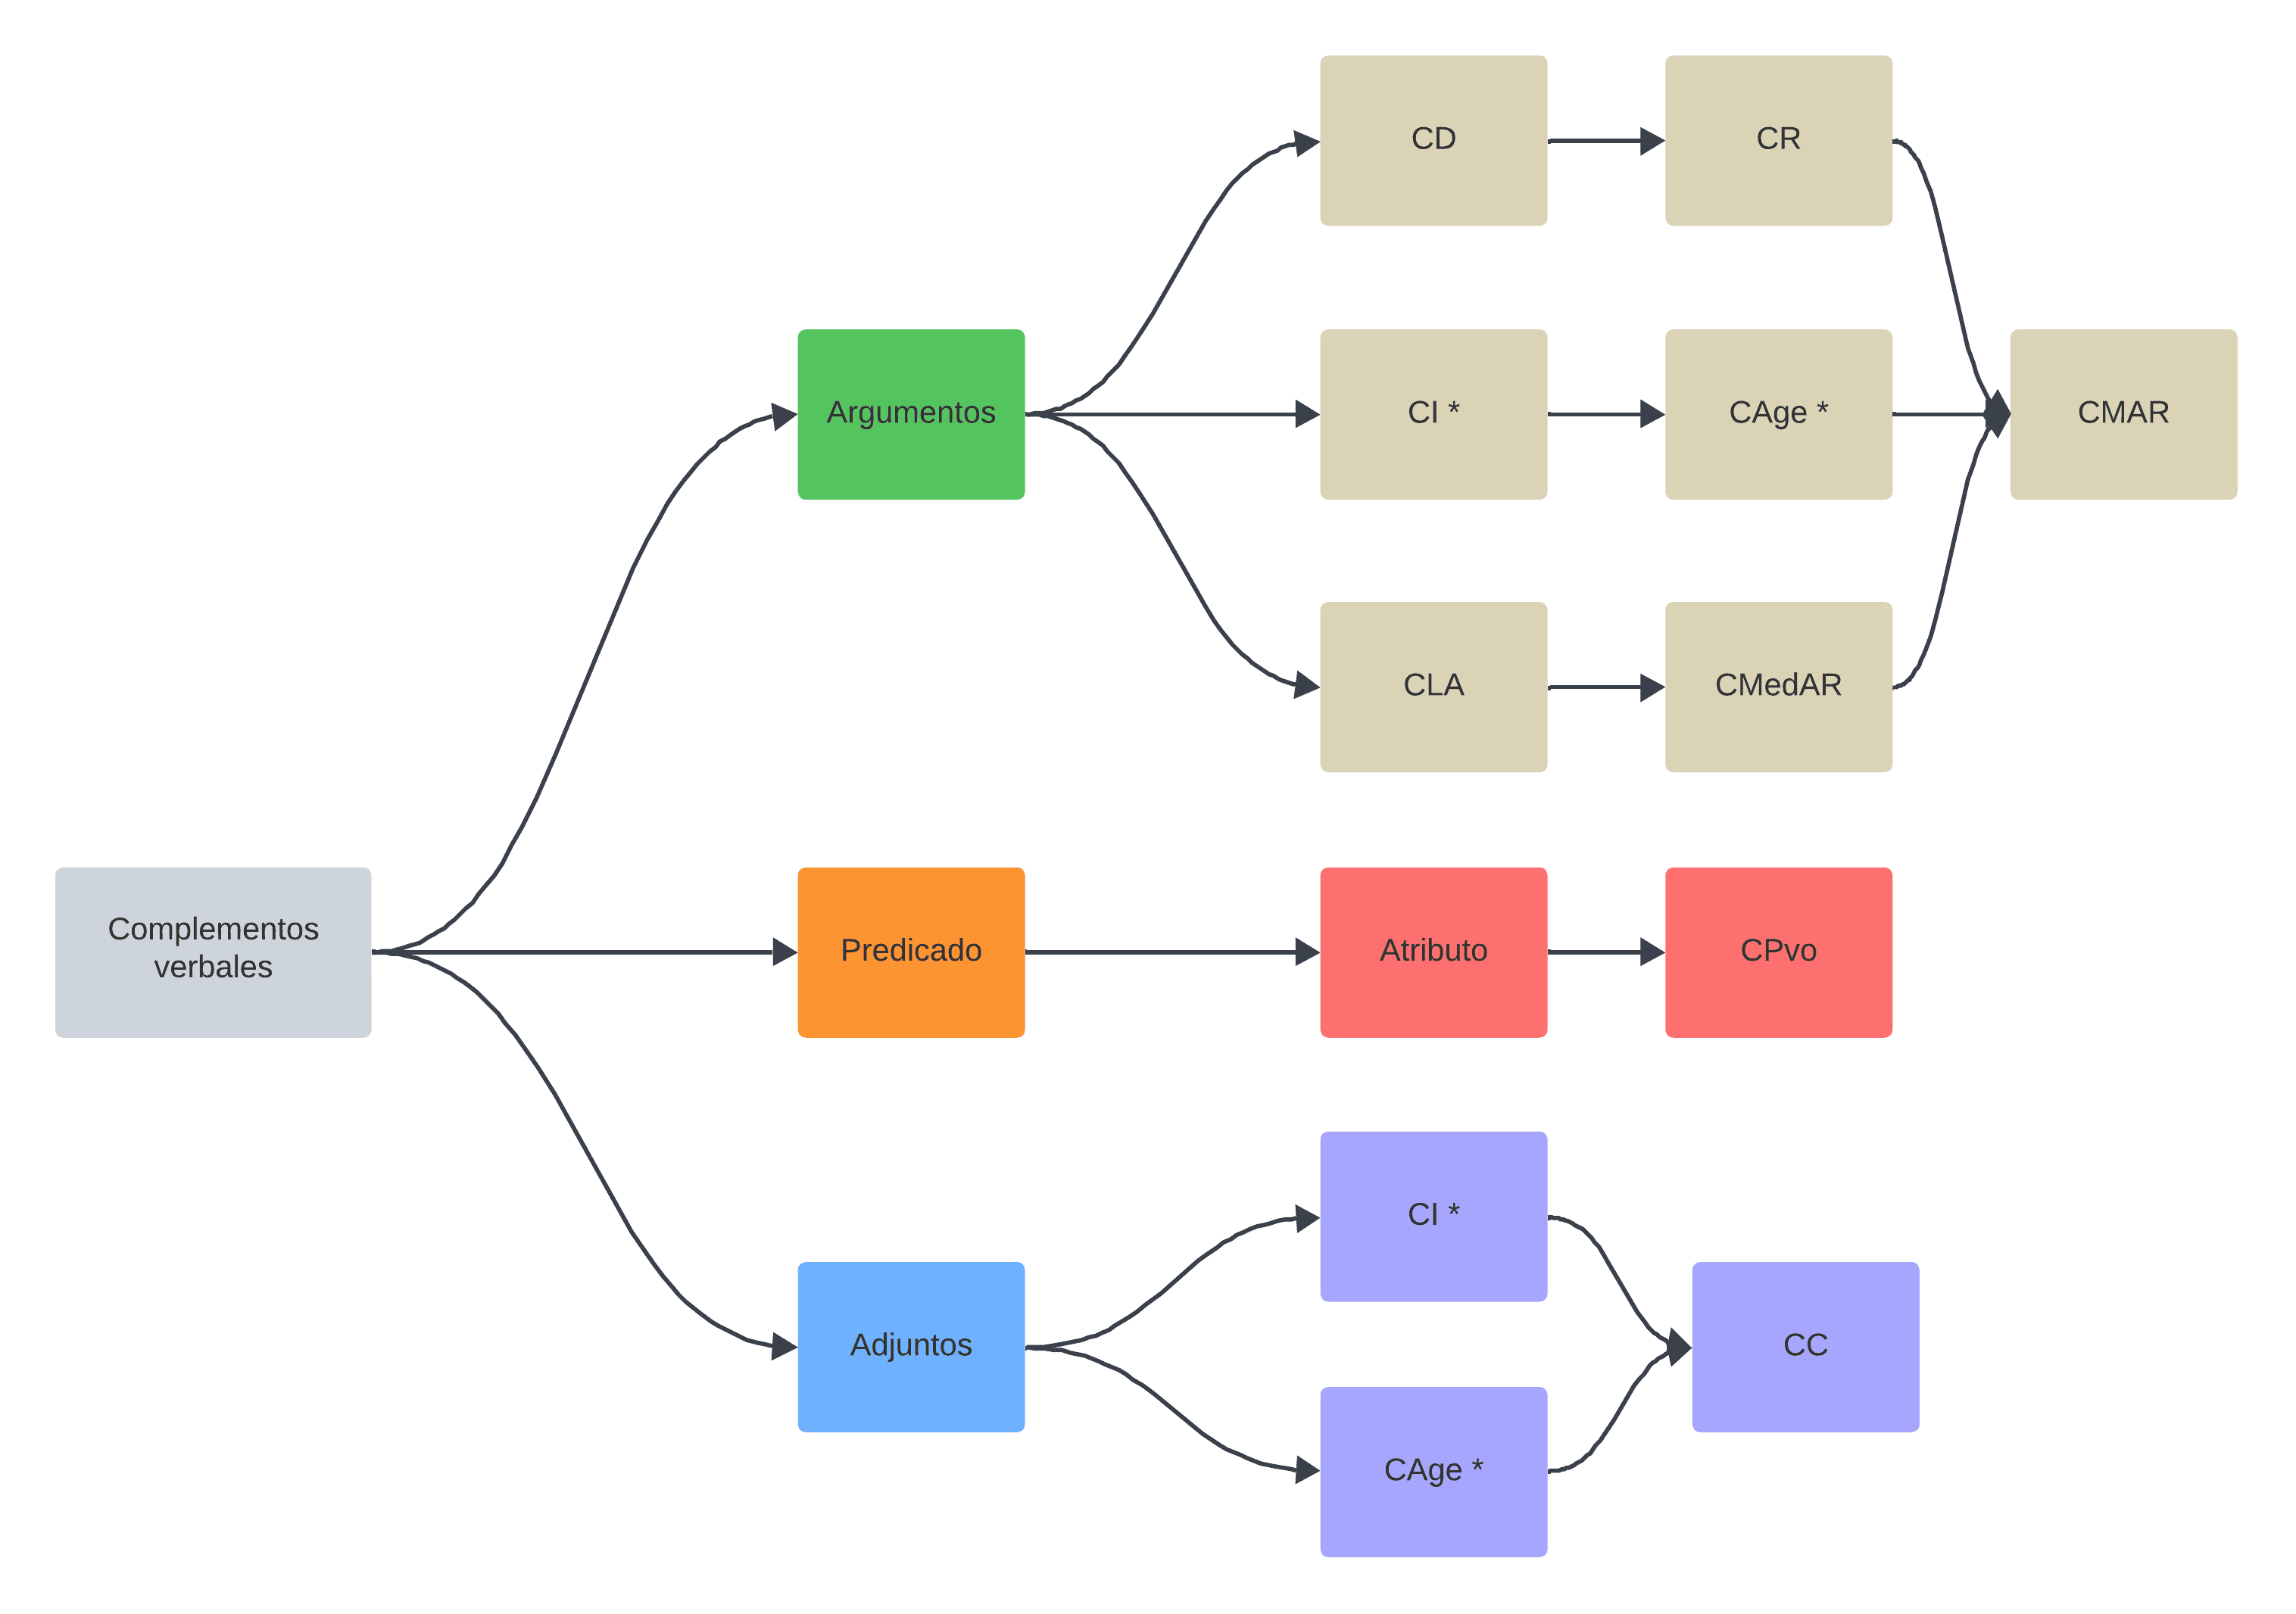 CD
CR
Argumentos
CI *
CAge *
CMAR
CLA
CMedAR
Complementos
verbales
Predicado
Atributo
CPvo
CI *
Adjuntos
CC
CAge *